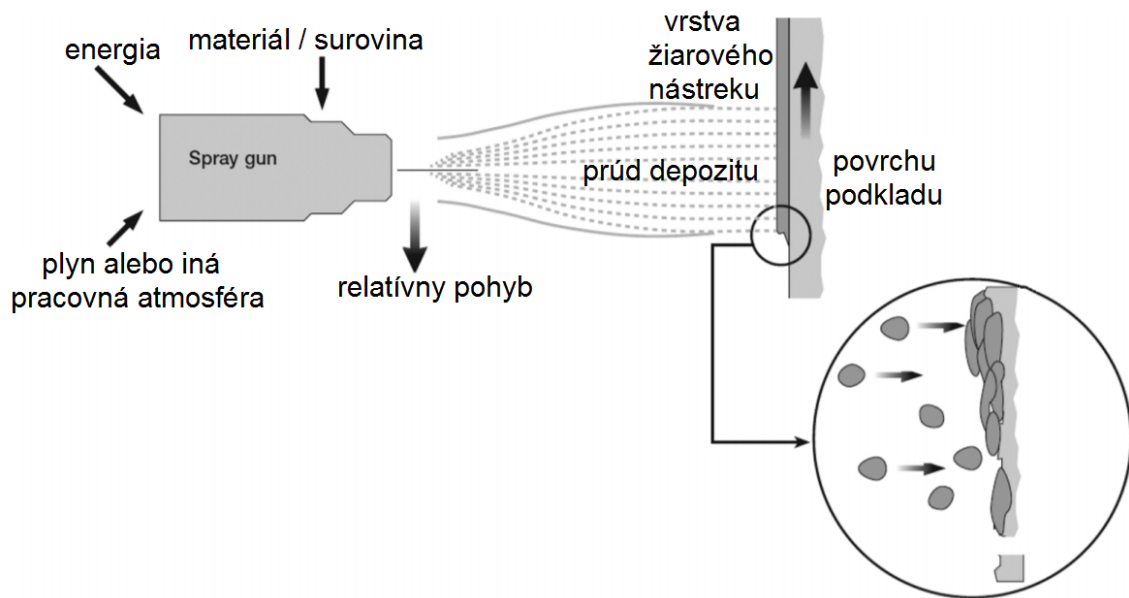 energia
materiál / surovina
vrstva
žiarového
nástreku
Spray gun
prúd depozitu
povrchu
podkladu
plyn alebo iná
pracovná atmosféra
relatívny pohyb